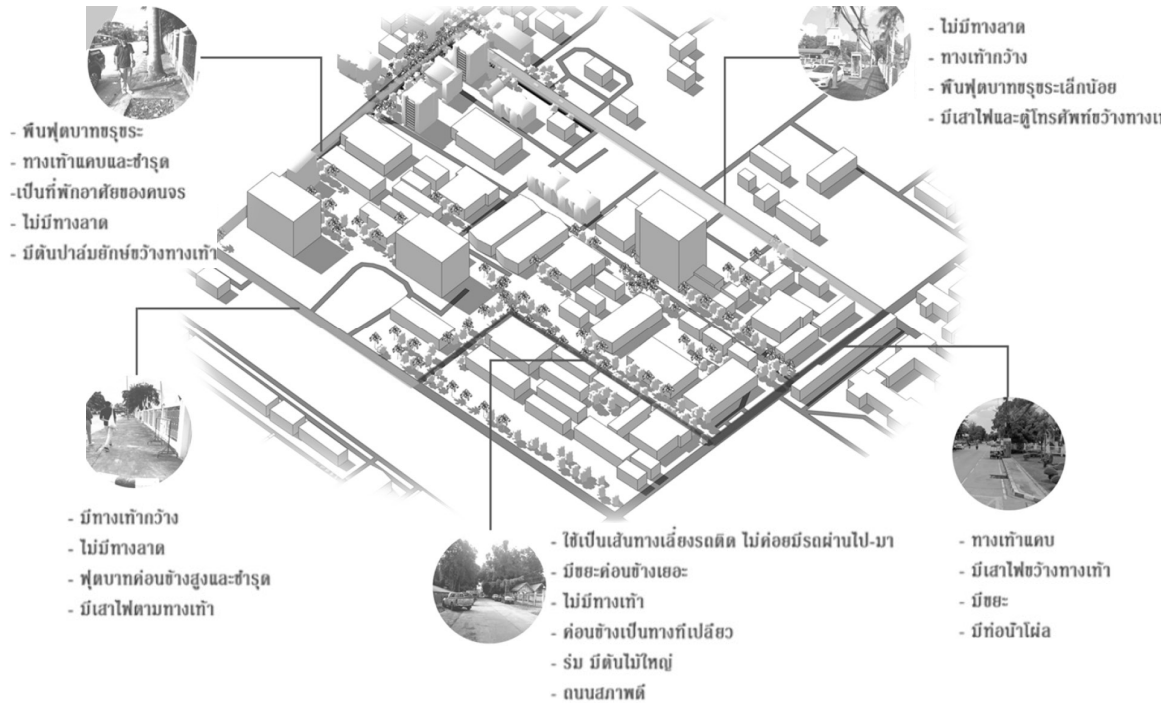 - พื้นฟุตบาทขรุขระ
- ทางเท้าแคบและชำรุด
-เป็นที่พักอาศัยของคนจร
- ไม่มีทางลาด
- มีต้นปาล์มยักษ์ขวางทางเท้า
- ไม่มีทางลาด
- ทางเท้ากว้าง
- พื้นฟุตบาทขรุขระเล็กน้อย
- มีเสาไฟและตู้โทรศัพท์ขวางทางเท
- มีทางเท้ากว้าง
- ไม่มีทางลาด
- ฟุตบาทค่อนข้างสูงและชำรุด
- มีเสาไฟตามทางเท้า
- ใช้เป็นเส้นทางเลี่ยงรถติด ไม่ค่อยมีรถผ่านไป-มา
- มีขยะค่อนข้างเยอะ
- ไม่มีทางเท้า
- ค่อนข้างเป็นทางที่เปลี่ยว
- ร่ม มีต้นไม้ใหญ่
- ถนนสภาพดี
- ทางเท้าแคบ
- มีเสาไฟขวางทางเท้า
- มีขยะ
- มีท่อน้ำโผ่ล